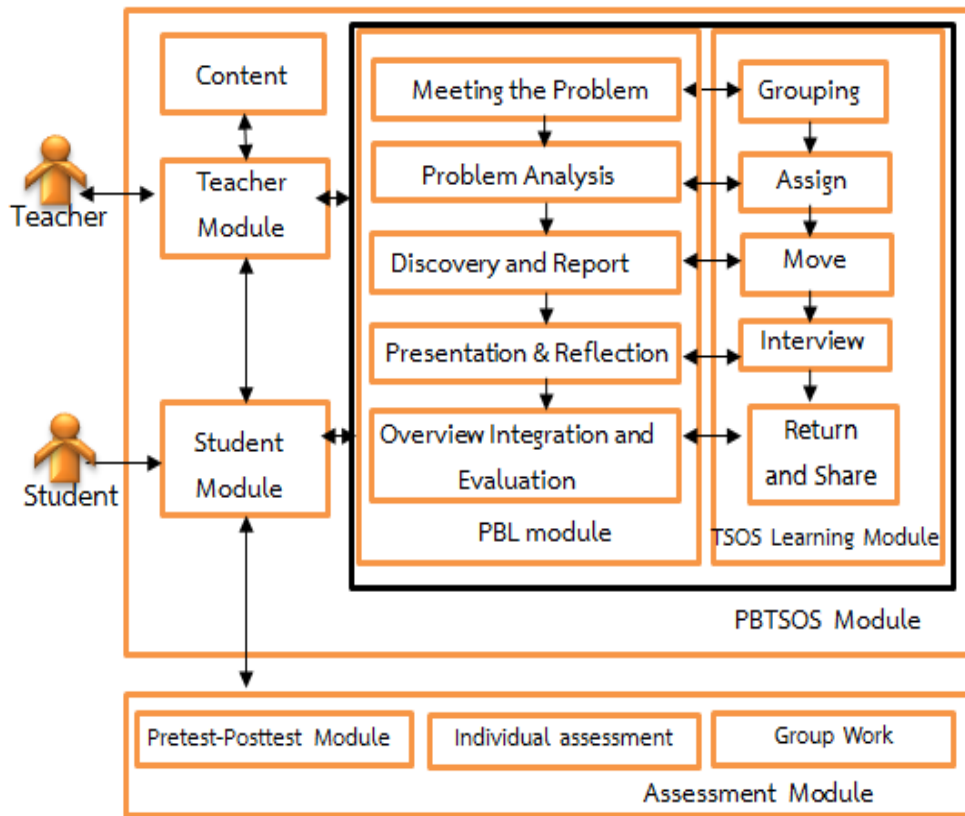 Content
Teacher
Module
Teacher
Student
Module
Student
Meeting the Problem
Problem Analysis
Discovery and Report
Presentation & Reflection
Overview Integration and
Evaluation
PBL module
Grouping
Assign
Move
Interview
Return
and Share
TSOS Learning Module
PBTSOS Module
Pretest-Posttest Module
Individual assessment
Group Work
Assessment Module